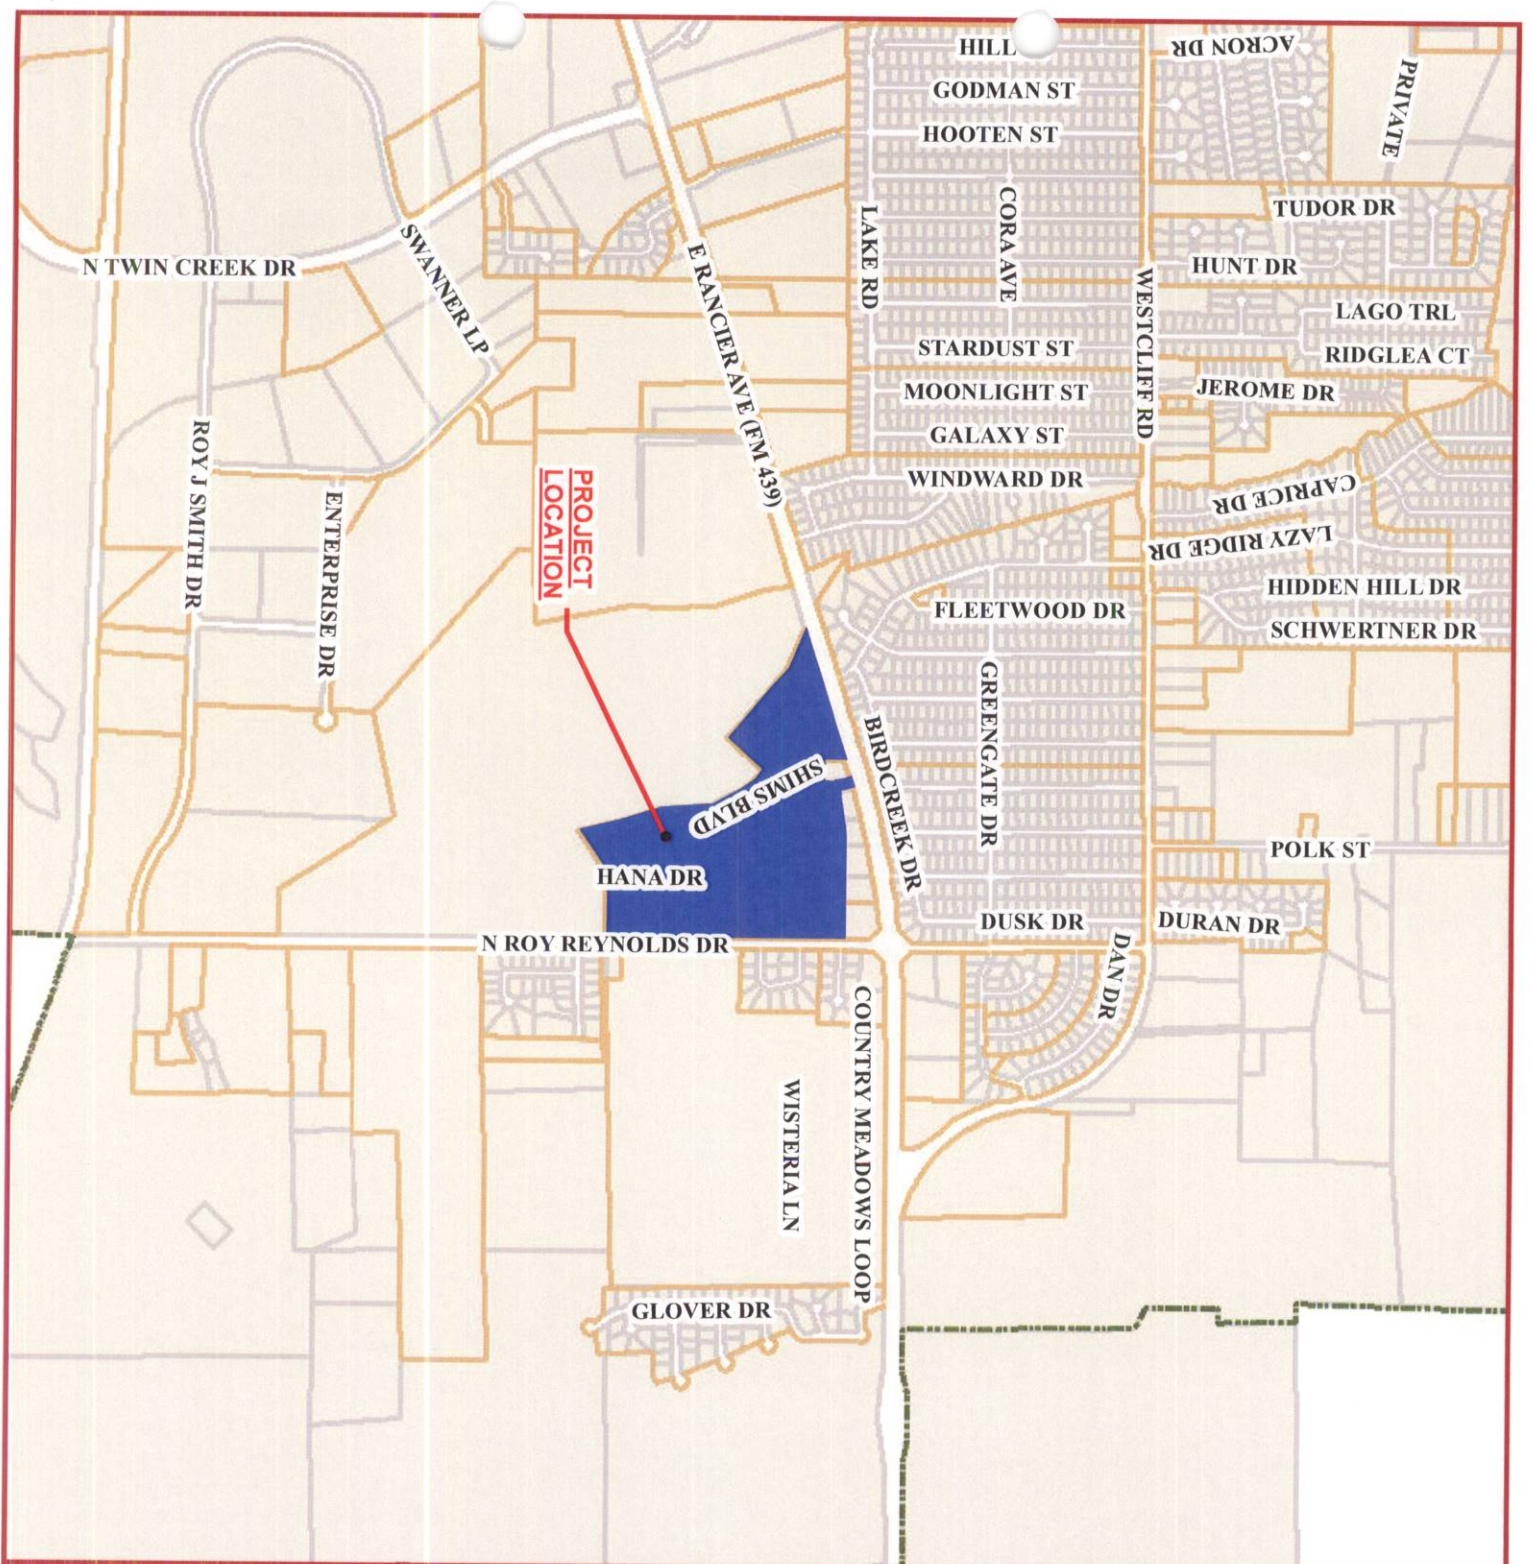 HILL
ACRON DR
GODMAN ST
PRIVATE
HOOTEN ST
CORA AVE
LAKE RD
TUDOR DR
SWANNER LP
E RANCIER AVE (FM 439)
N TWIN CREEK DR
HUNT DR
WESTCLIFF RD
LAGO TRL
STARDUST ST
RIDGLEA CT
MOONLIGHT ST
JEROME DR
GALAXY ST
ROY J SMITH DR
WINDWARD DR
CAPRICE DR
PROJECT
LOCATION
ENTERPRISE DR
LAZY RIDGE DR
HIDDEN HILL DR
FLEETWOOD DR
SCHWERTNER DR
GREENGATE DR
BIRDCREEK DR
SHIMS BLVD
POLK ST
HANA DR
DUSK DR
DURAN DR
N ROY REYNOLDS DR
DAN DR
COUNTRY MEADOWS LOOP
WISTERIA LN
GLOVER DR